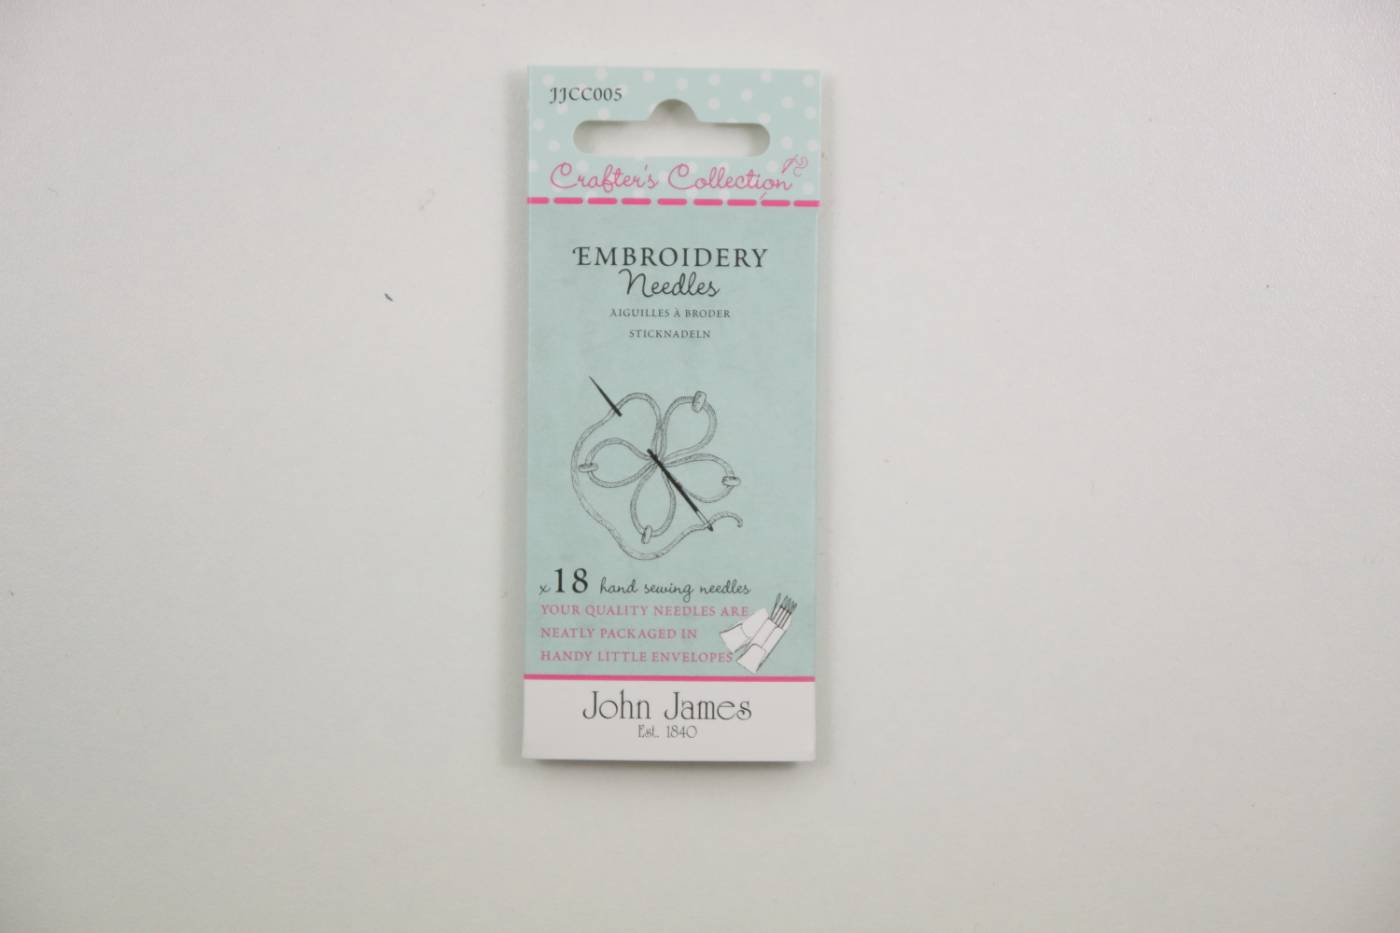 JJCC005
Crafter's Collection
EMBROIDERY
Needles
AIGUILLES À BRODER
STICKNADELN
x18 hand sewing needles
YOUR QUALITY NEEDLES ARE
NEATLY PACKAGED IN
HANDY LITTLE ENVELOPES
John James
Est. 1840